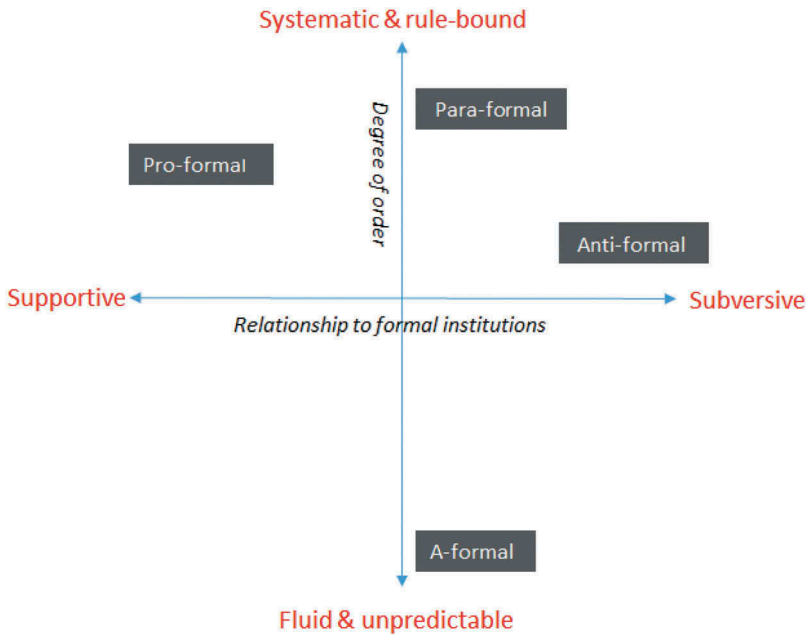 Systematic & rule-bound
Para-formal
Degree of order
Pro-formal
Anti-formal
Supportive
Subversive
Relationship to formal institutions
A-formal
Fluid & unpredictable